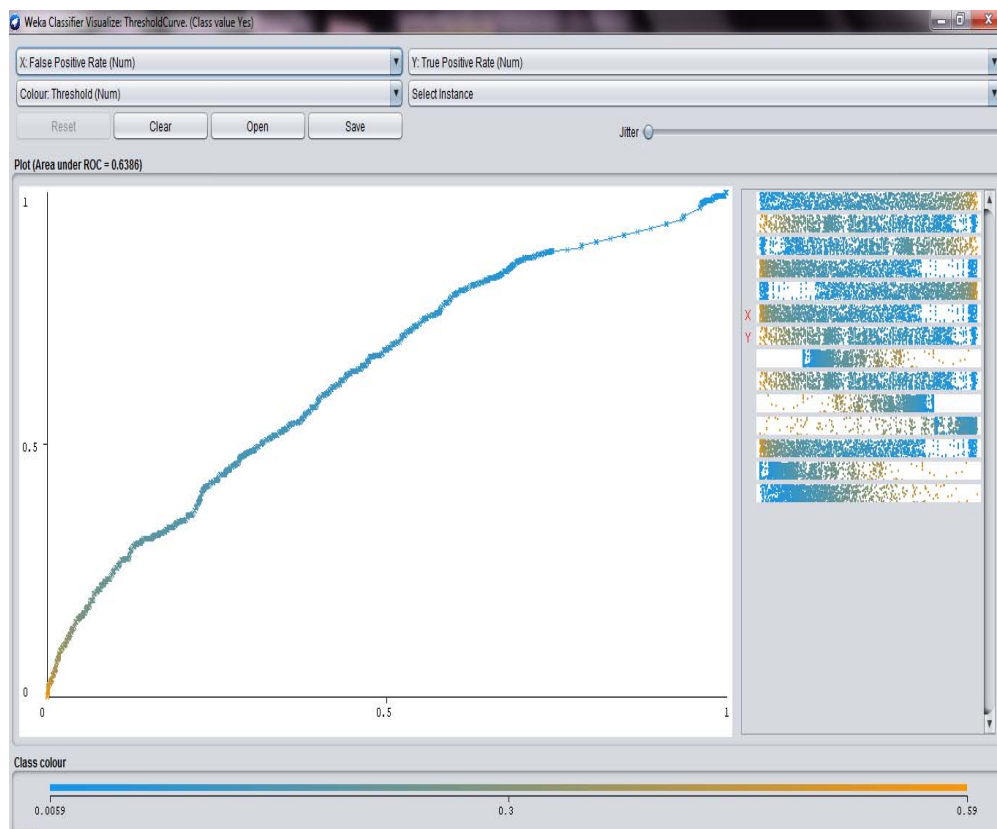 Weka Classifier Visualize: ThresholdCurve. (Class value Yes)
X: False Positive Rate (Num)
Y: True Positive Rate (Num)
Colour: Threshold (Num)
Select Instance
Reset
Clear
Open
Save
Jitter
Plot (Area under ROC = 0.6386)
1
0.5
0
0
0.5
1
X
Y
Class colour
0.0059
0.3
0.59